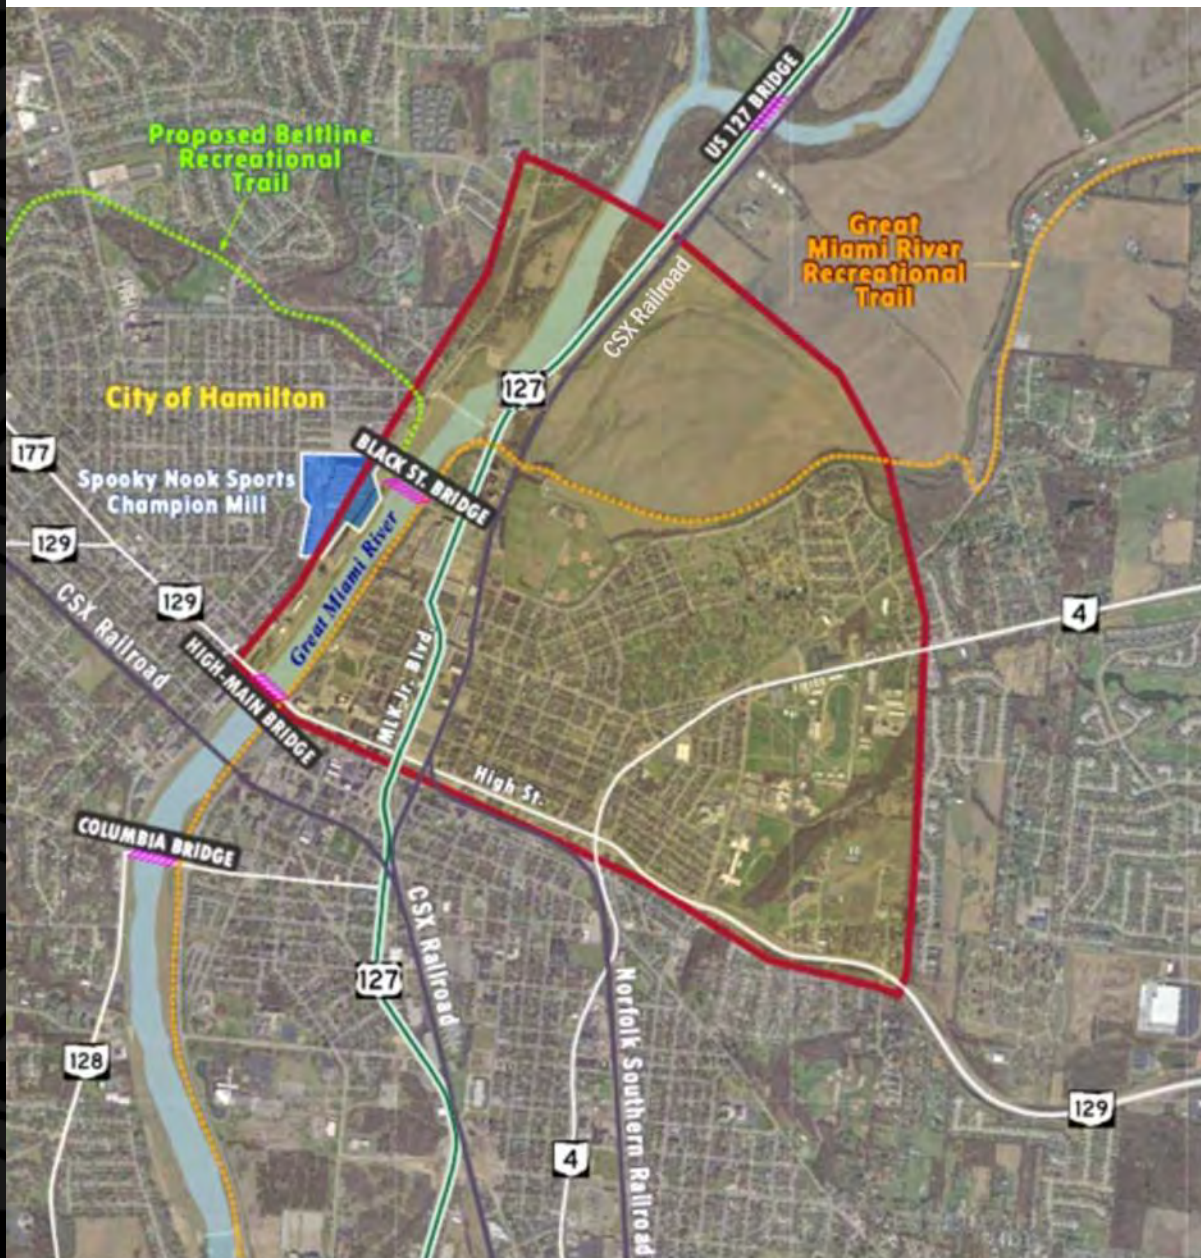 US 127 BRIDGE
Proposed Beltline
Recreational
Trail
Great
Miami River
Recreational
Trail
CSX Railroad
127
City of Hamilton
BLACK ST. BRIDGE
177
Spooky Nook Sports
Champion Mill
129
Great Miami River
129
4
CSX Railroad
HIGH-MAIN BRIDGE
MLK Jr. Blvd
High St.
COLUMBIA BRIDGE
CSX Railroad
127
Norfolk Southern Railroad
128
129
4